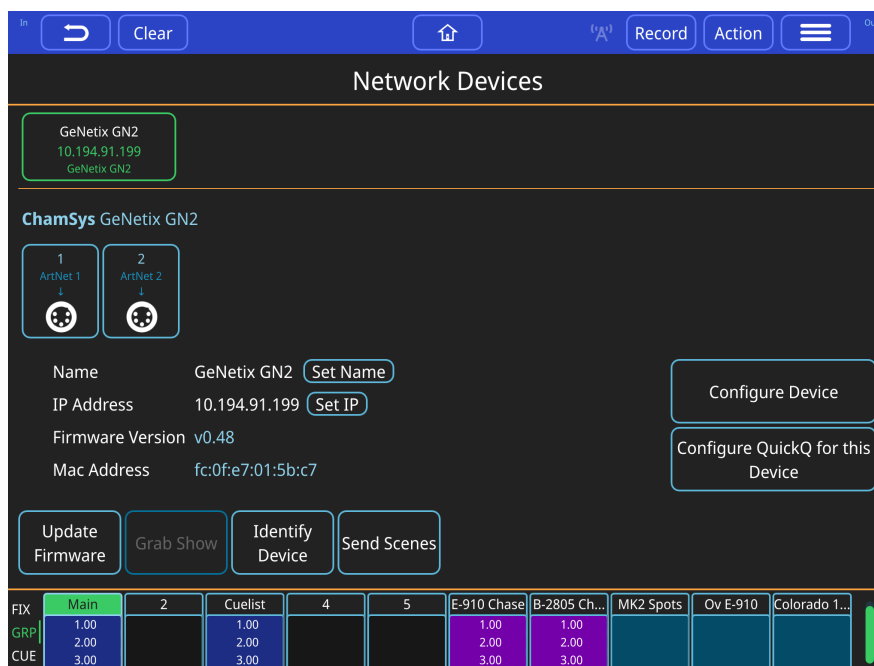 In
Clear
Record
Action
Network Devices
GeNetix GN2
10.194.91.199
GeNetix GN2
ChamSys GeNetix GN2
1
ArtNet 1
↓
2
ArtNet 2
↓
Name GeNetix GN2 Set Name
IP Address 10.194.91.199 Set IP
Firmware Version v0.48
Mac Address fc:0f:e7:01:5b:c7
Configure Device
Configure QuickQ for this
Device
Update
Firmware
Grab Show
Identify
Device
Send Scenes
FIX
GRP
CUE
Main
1.00
2.00
3.00
2
Cuelist
1.00
2.00
3.00
4
5
E-910 Chase
1.00
2.00
3.00
B-2805 Ch...
1.00
2.00
3.00
MK2 Spots
Ov E-910
Colorado 1...